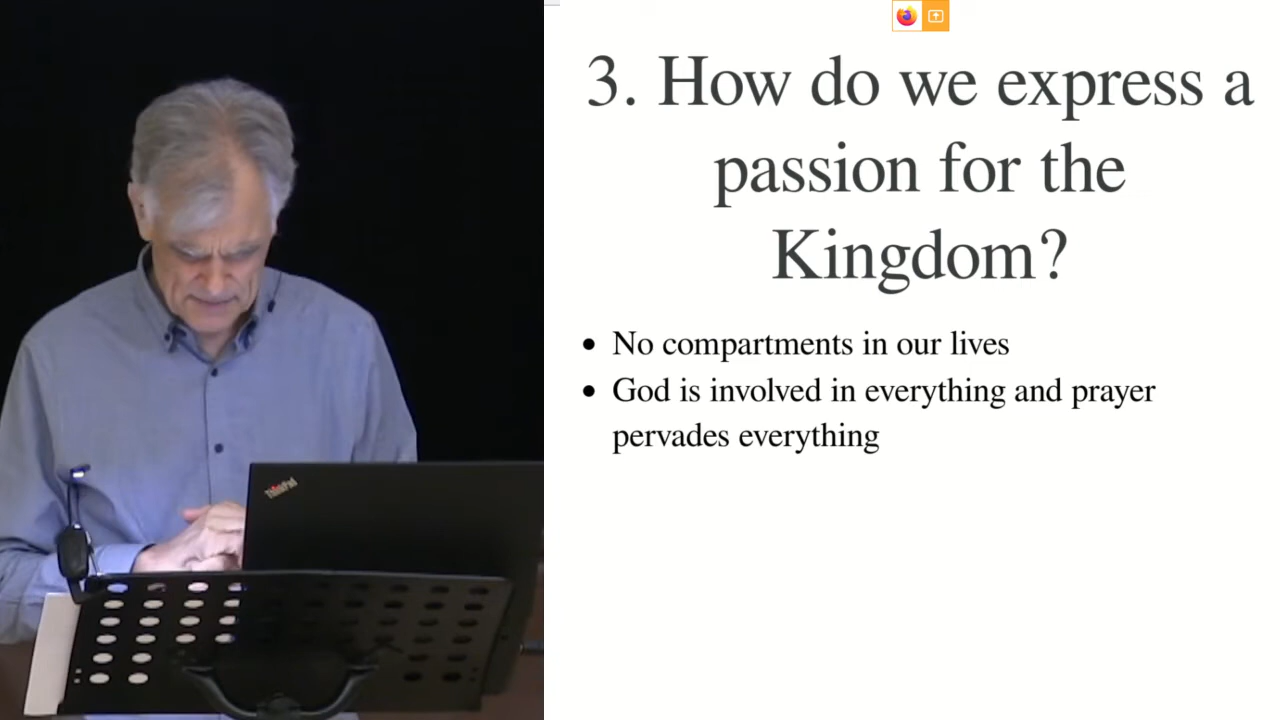 3. How do we express a
passion for the
Kingdom?
• No compartments in our lives
• God is involved in everything and prayer
pervades everything
ThinkPad